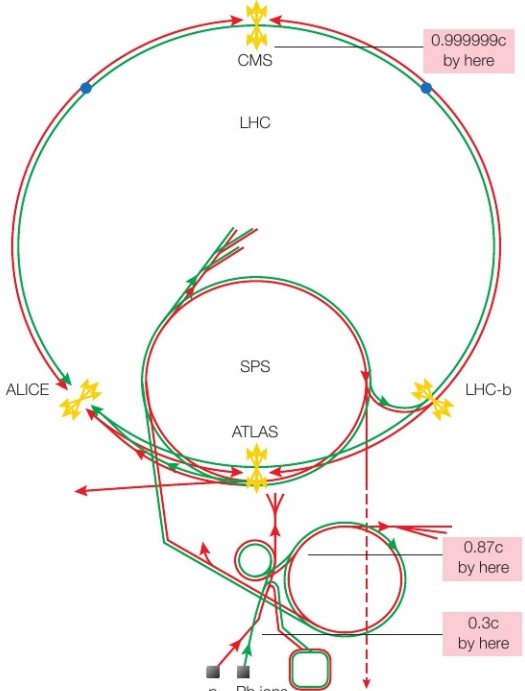 0.999999c
by here
CMS
LHC
SPS
ALICE
LHC-b
ATLAS
0.87c
by here
0.3c
by here
p Pb ions